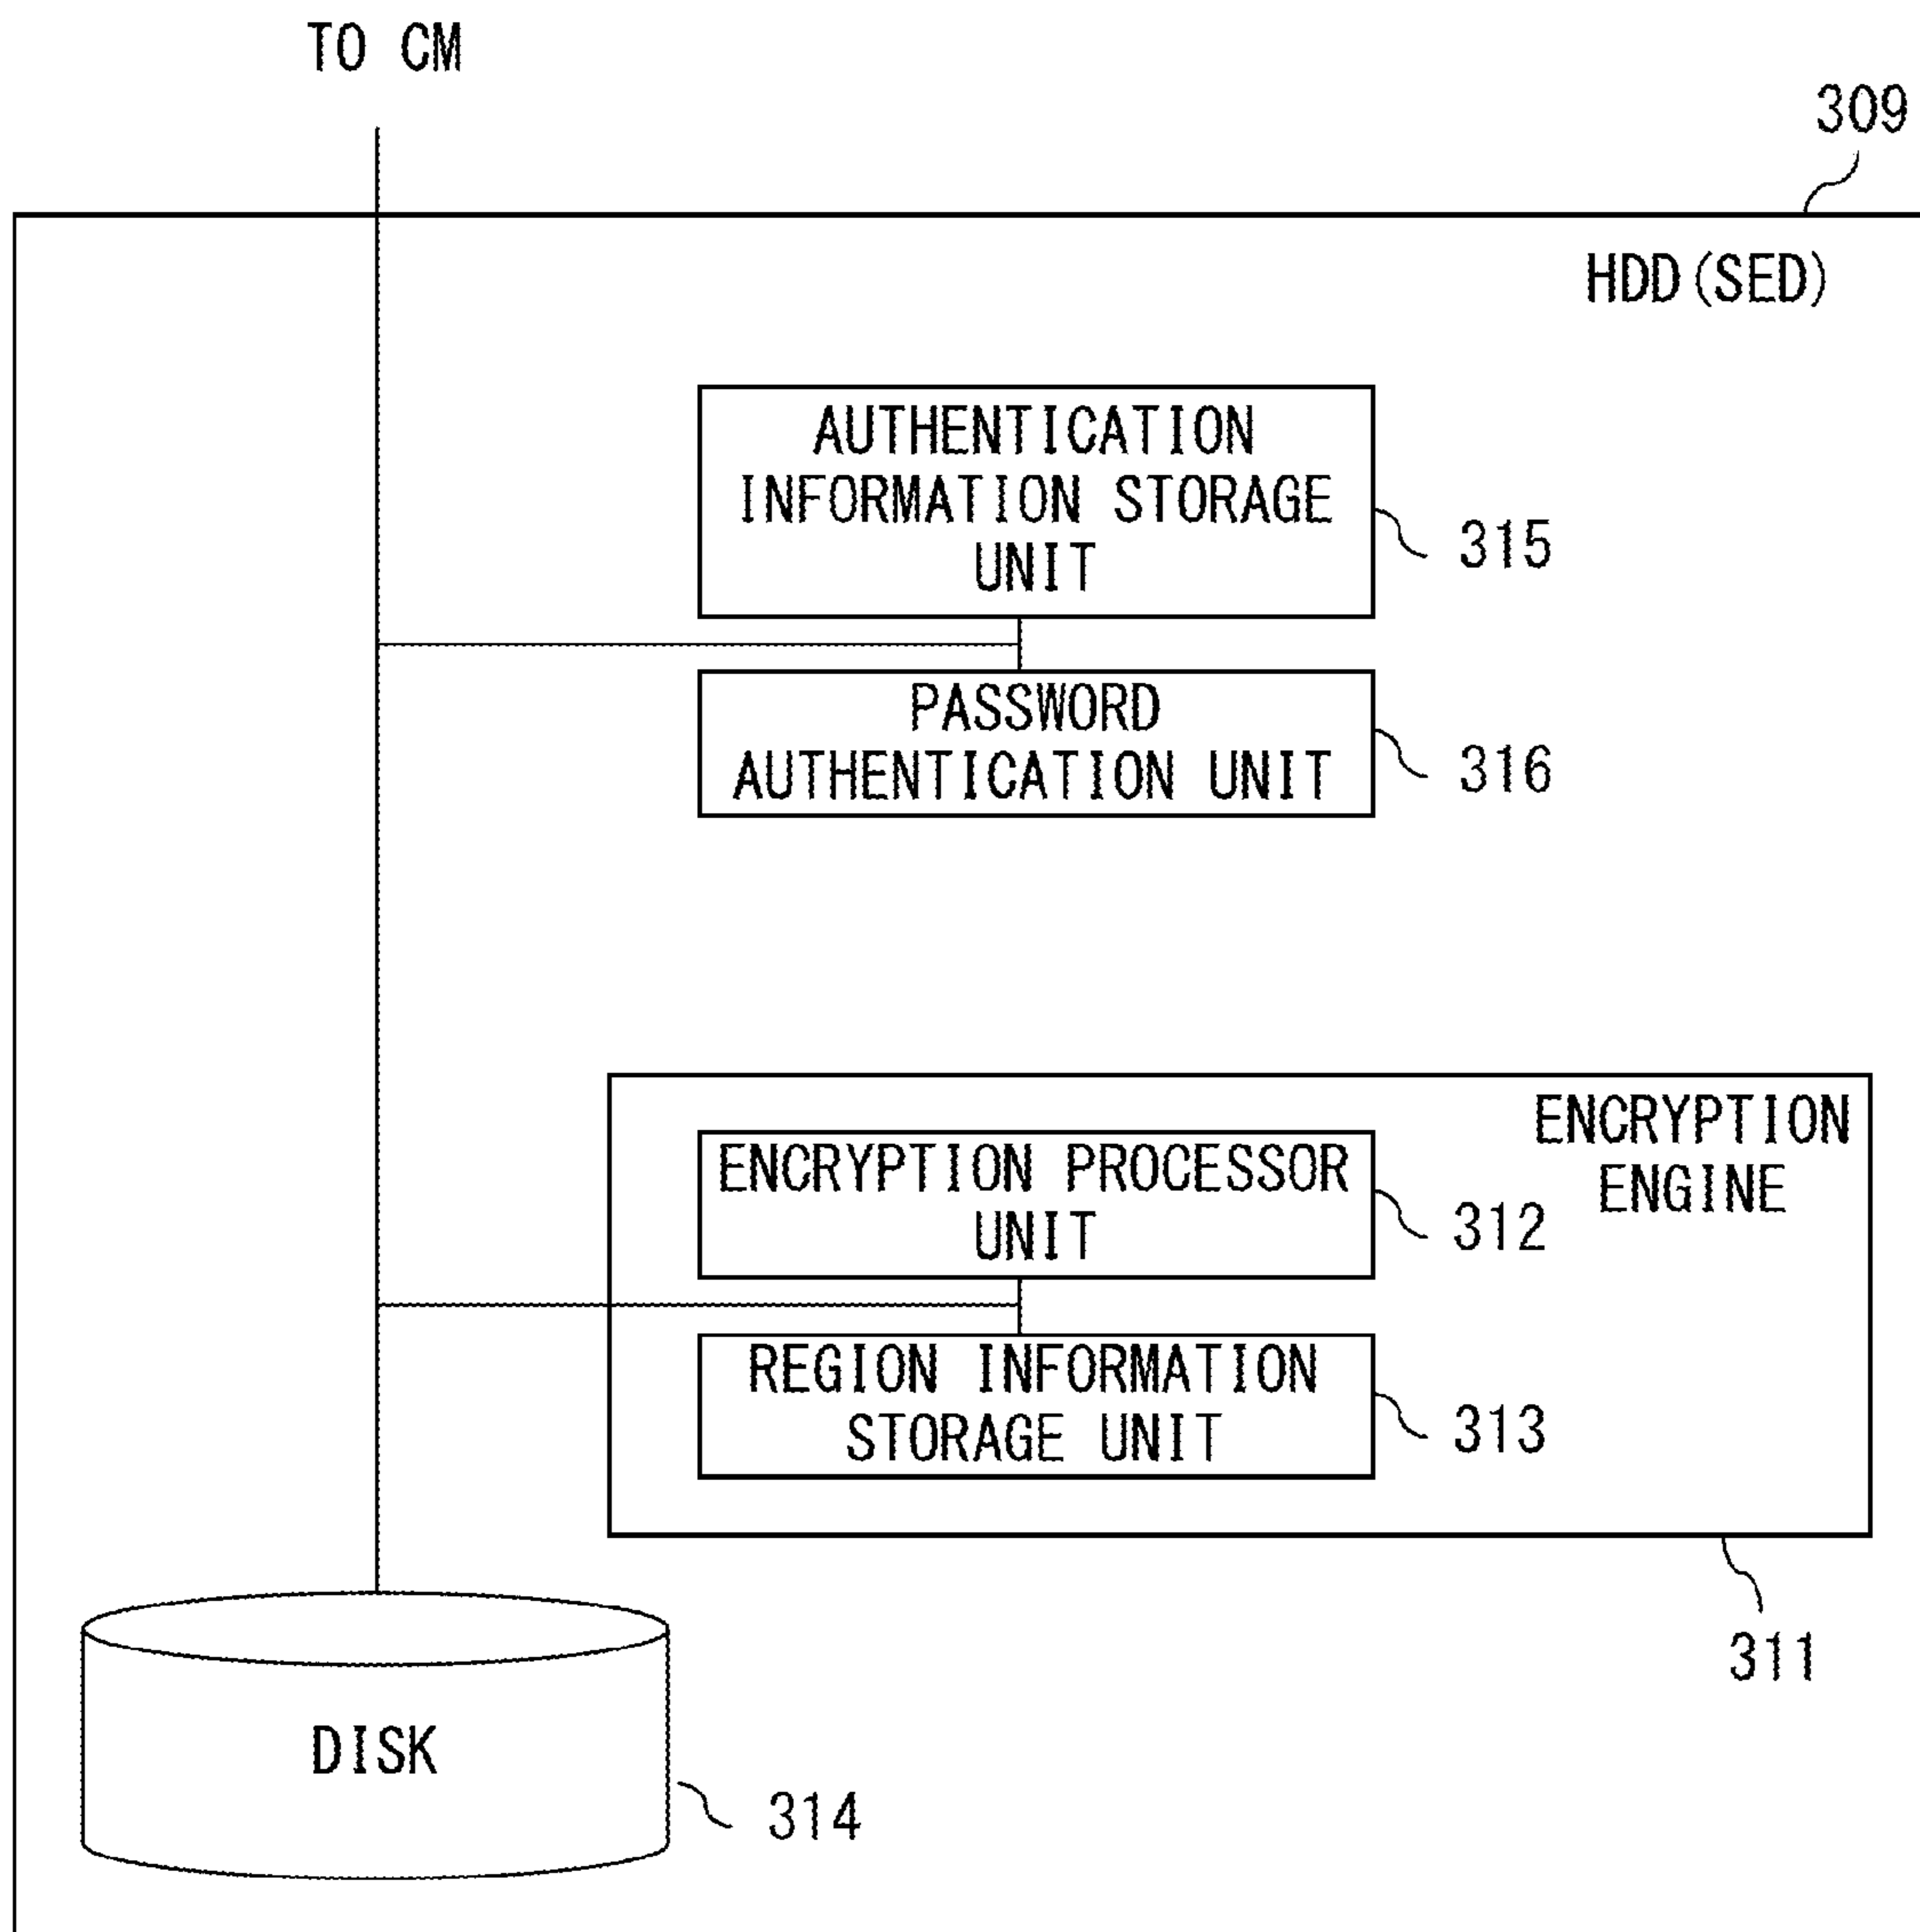 TO CM
309
HDD(SED)
AUTHENTICATION
INFORMATION STORAGE
UNIT
315
PASSWORD
AUTHENTICATION UNIT
316
ENCRYPTION
ENGINE
ENCRYPTION PROCESSOR
UNIT
312
REGION INFORMATION
STORAGE UNIT
313
311
DISK
314